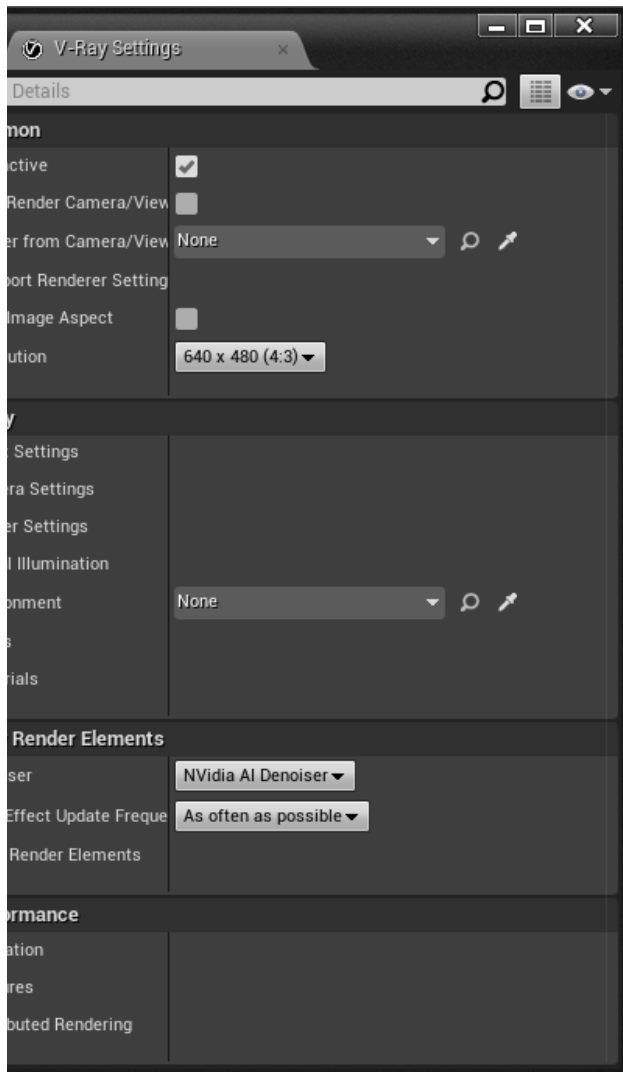 V-Ray Settings
Details
mon
active
Render Camera/View
er from Camera/View None
port Renderer Setting
Image Aspect
ution 640 x 480 (4:3)
y
Settings
ra Settings
er Settings
l Illumination
onment None
s
rials
Render Elements
ser NVidia AI Denoiser
Effect Update Freque As often as possible
Render Elements
ormance
ation
ures
buted Rendering